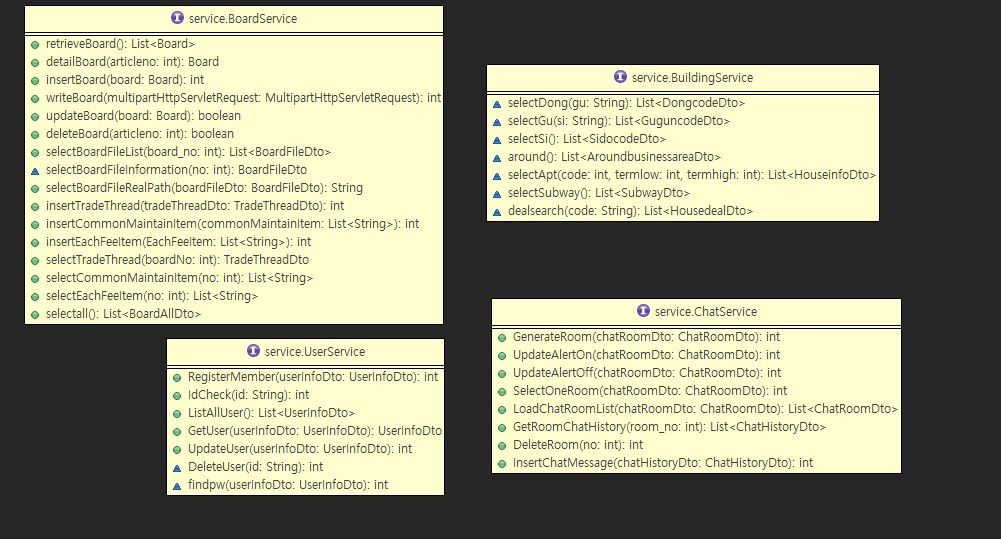 service.BoardService
retrieveBoard(): List<Board>
detailBoard(articleno: int): Board
insertBoard(board: Board): int
writeBoard(multipartHttpServletRequest: MultipartHttpServletRequest): int
updateBoard(board: Board): boolean
deleteBoard(articleno: int): boolean
selectBoardFileList(board_no: int): List<BoardFileDto>
selectBoardFileInformation(no: int): BoardFileDto
selectBoardFileRealPath(boardFileDto: BoardFileDto): String
insertTradeThread(tradeThreadDto: TradeThreadDto): int
insertCommonMaintainItem(commonMaintainItem: List<String>): int
insertEachFeeItem(EachFeeItem: List<String>): int
selectTradeThread(boardNo: int): TradeThreadDto
selectCommonMaintainItem(no: int): List<String>
selectEachFeeItem(no: int): List<String>
selectall(): List<BoardAllDto>
service.BuildingService
selectDong(gu: String): List<DongcodeDto>
selectGu(si: String): List<GuguncodeDto>
selectSi(): List<SidocodeDto>
around(): List<AroundbusinessareaDto>
selectApt(code: int, termlow: int, termhigh: int): List<HouseinfoDto>
selectSubway(): List<SubwayDto>
dealsearch(code: String): List<HousedealDto>
service.UserService
RegisterMember(userInfoDto: UserInfoDto): int
IdCheck(id: String): int
ListAllUser(): List<UserInfoDto>
GetUser(userInfoDto: UserInfoDto): UserInfoDto
UpdateUser(userInfoDto: UserInfoDto): int
DeleteUser(id: String): int
findpw(userInfoDto: UserInfoDto): int
service.ChatService
GenerateRoom(chatRoomDto: ChatRoomDto): int
UpdateAlertOn(chatRoomDto: ChatRoomDto): int
UpdateAlertOff(chatRoomDto: ChatRoomDto): int
SelectOneRoom(chatRoomDto: ChatRoomDto): int
LoadChatRoomList(chatRoomDto: ChatRoomDto): List<ChatRoomDto>
GetRoomChatHistory(room_no: int): List<ChatHistoryDto>
DeleteRoom(no: int): int
InsertChatMessage(chatHistoryDto: ChatHistoryDto): int